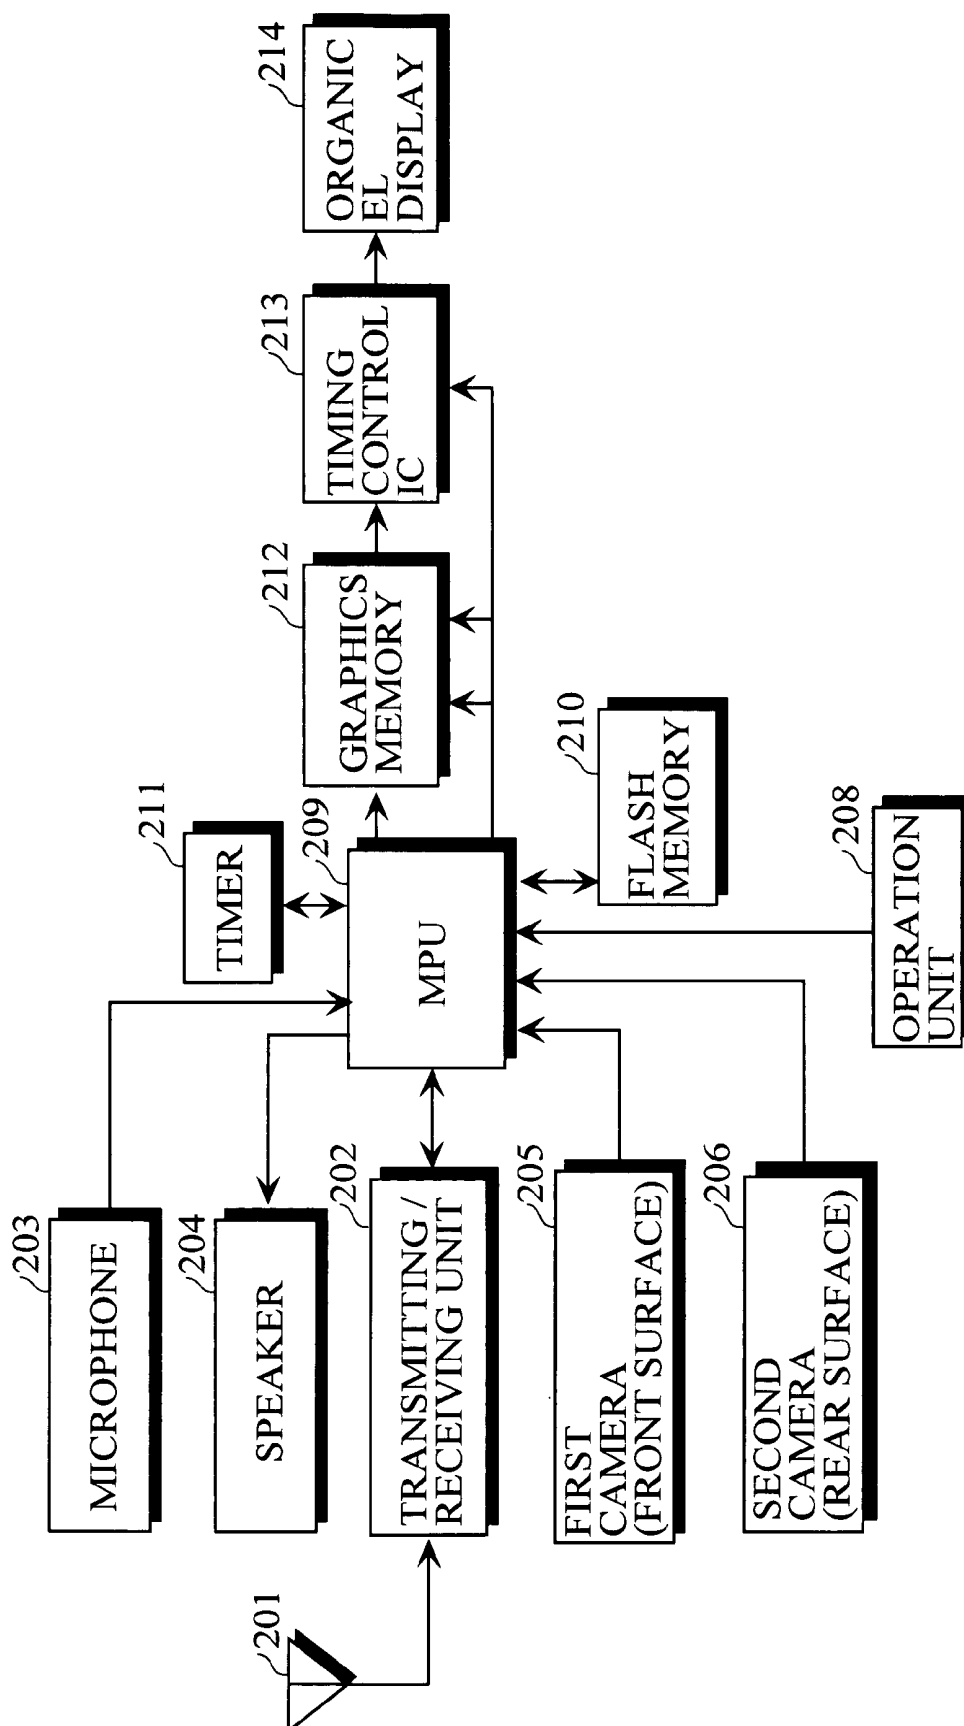 203
MICROPHONE
204
SPEAKER
201
202
TRANSMITTING /
RECEIVING UNIT
205
FIRST
CAMERA
(FRONT SURFACE)
206
SECOND
CAMERA
(REAR SURFACE)
211
TIMER
209
MPU
210
FLASH
MEMORY
208
OPERATION
UNIT
212
GRAPHICS
MEMORY
213
TIMING
CONTROL
IC
214
ORGANIC
EL
DISPLAY